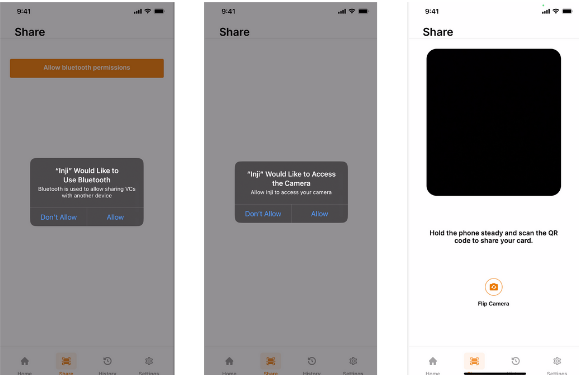 9:41
Share
Allow bluetooth permissions
"Inji" Would Like to
Use Bluetooth
Bluetooth is used to allow sharing VCs
with another device
Don't Allow
Allow
Home
Share
History
Settings
9:41
Share
"Inji" Would Like to Access
the Camera
Allow Inji to access your camera
Don't Allow
Allow
Home
Share
History
Settings
9:41
Share
Hold the phone steady and scan the QR
code to share your card.
Flip Camera
Home
Settings